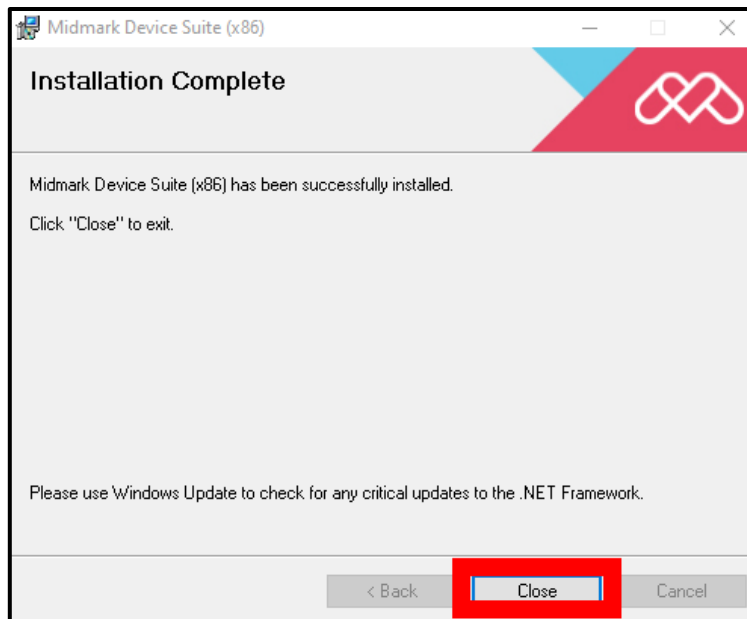 Midmark Device Suite (x86)
Installation Complete
Midmark Device Suite (x86) has been successfully installed.
Click "Close" to exit.
Please use Windows Update to check for any critical updates to the .NET Framework.
< Back Close Cancel